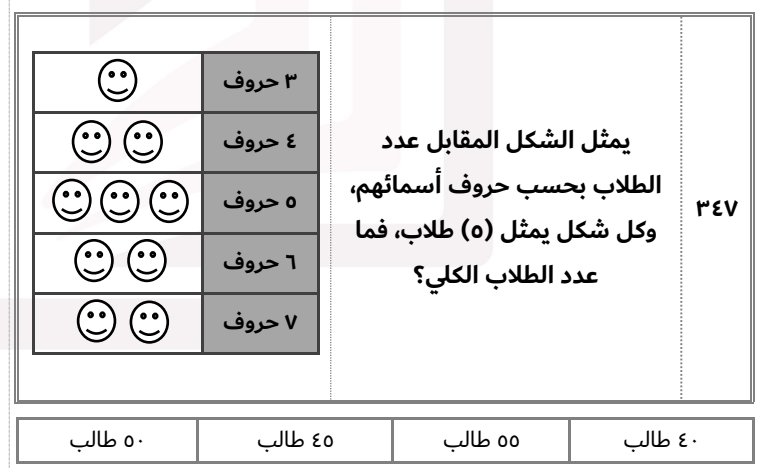 ٣٤٧
يمثل الشكل المقابل عدد
الطلاب بحسب حروف أسمائهم،
وكل شكل يمثل (٥) طلاب، فما
عدد الطلاب الكلي؟
٣ حروف
٤ حروف
٥ حروف
٦ حروف
٧ حروف
٤٠ طالب
٥٥ طالب
٤٥ طالب
٥٠ طالب